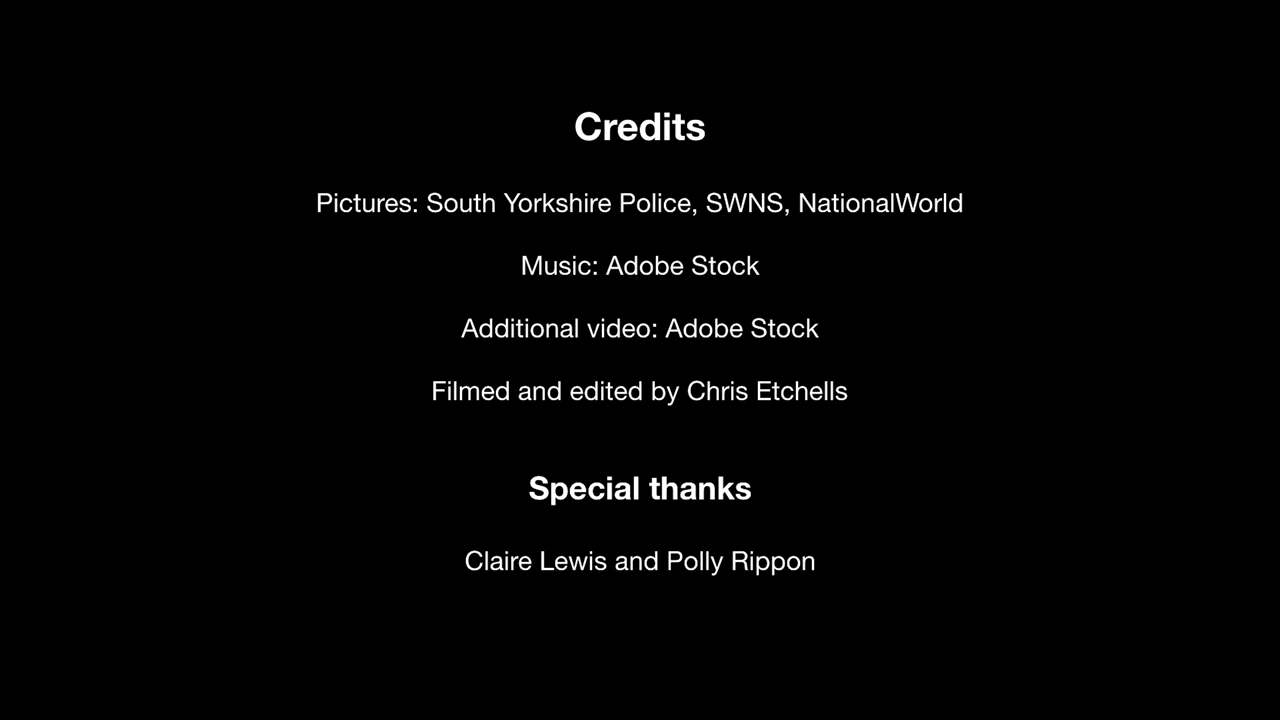 Credits
Pictures: South Yorkshire Police, SWNS, NationalWorld
Music: Adobe Stock
Additional video: Adobe Stock
Filmed and edited by Chris Etchells
Special thanks
Claire Lewis and Polly Rippon